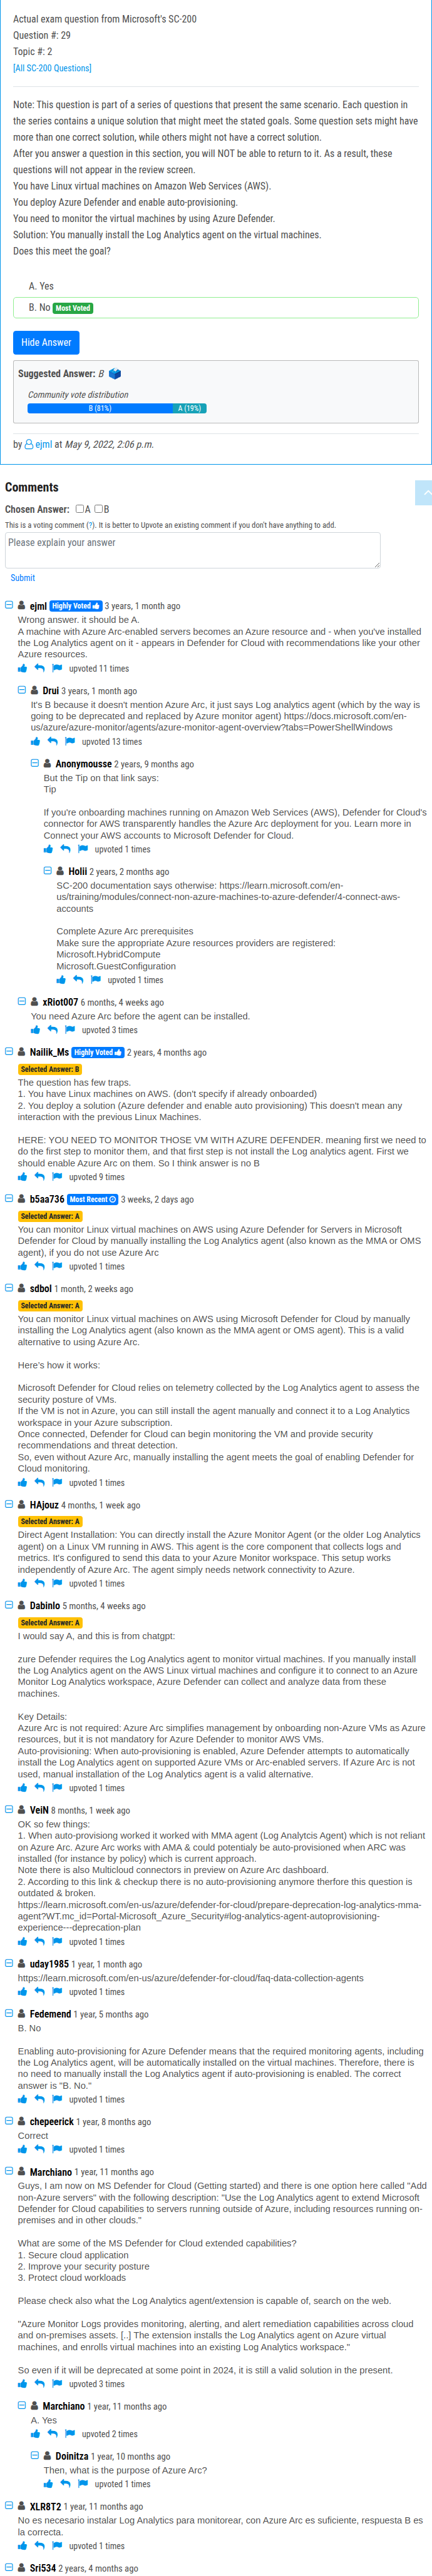 Actual exam question from Microsoft's SC-200
Question #: 29
Topic #: 2
[All SC-200 Questions]
Note: This question is part of a series of questions that present the same scenario. Each question in
the series contains a unique solution that might meet the stated goals. Some question sets might have
more than one correct solution, while others might not have a correct solution.
After you answer a question in this section, you will NOT be able to return to it. As a result, these
questions will not appear in the review screen.
You have Linux virtual machines on Amazon Web Services (AWS).
You deploy Azure Defender and enable auto-provisioning.
You need to monitor the virtual machines by using Azure Defender.
Solution: You manually install the Log Analytics agent on the virtual machines.
Does this meet the goal?
A. Yes
B. No Most Voted
Hide Answer
Suggested Answer: B
Community vote distribution
B (81%) A (19%)
by ejml at May 9, 2022, 2:06 p.m.
Comments
Chosen Answer: A B
This is a voting comment (?). It is better to Upvote an existing comment if you don't have anything to add.
Please explain your answer
Submit
ejml Highly Voted 3 years, 1 month ago
Wrong answer. it should be A.
A machine with Azure Arc-enabled servers becomes an Azure resource and - when you've installed
the Log Analytics agent on it - appears in Defender for Cloud with recommendations like your other
Azure resources.
upvoted 11 times
Drui 3 years, 1 month ago
It's B because it doesn't mention Azure Arc, it just says Log analytics agent (which by the way is
going to be deprecated and replaced by Azure monitor agent) https://docs.microsoft.com/en-
us/azure/azure-monitor/agents/azure-monitor-agent-overview?tabs=PowerShellWindows
upvoted 13 times
Anonymousse 2 years, 9 months ago
But the Tip on that link says:
Tip
If you're onboarding machines running on Amazon Web Services (AWS), Defender for Cloud's
connector for AWS transparently handles the Azure Arc deployment for you. Learn more in
Connect your AWS accounts to Microsoft Defender for Cloud.
upvoted 1 times
Holii 2 years, 2 months ago
SC-200 documentation says otherwise: https://learn.microsoft.com/en-
us/training/modules/connect-non-azure-machines-to-azure-defender/4-connect-aws-
accounts
Complete Azure Arc prerequisites
Make sure the appropriate Azure resources providers are registered:
Microsoft.HybridCompute
Microsoft.GuestConfiguration
upvoted 1 times
xRiot007 6 months, 4 weeks ago
You need Azure Arc before the agent can be installed.
upvoted 3 times
Nailik_Ms Highly Voted 2 years, 4 months ago
Selected Answer: B
The question has few traps.
1. You have Linux machines on AWS. (don't specify if already onboarded)
2. You deploy a solution (Azure defender and enable auto provisioning) This doesn't mean any
interaction with the previous Linux Machines.
HERE: YOU NEED TO MONITOR THOSE VM WITH AZURE DEFENDER. meaning first we need to
do the first step to monitor them, and that first step is not install the Log analytics agent. First we
should enable Azure Arc on them. So I think answer is no B
upvoted 9 times
b5aa736 Most Recent 3 weeks, 2 days ago
Selected Answer: A
You can monitor Linux virtual machines on AWS using Azure Defender for Servers in Microsoft
Defender for Cloud by manually installing the Log Analytics agent (also known as the MMA or OMS
agent), if you do not use Azure Arc
upvoted 1 times
sdbol 1 month, 2 weeks ago
Selected Answer: A
You can monitor Linux virtual machines on AWS using Microsoft Defender for Cloud by manually
installing the Log Analytics agent (also known as the MMA agent or OMS agent). This is a valid
alternative to using Azure Arc.
Here's how it works:
Microsoft Defender for Cloud relies on telemetry collected by the Log Analytics agent to assess the
security posture of VMs.
If the VM is not in Azure, you can still install the agent manually and connect it to a Log Analytics
workspace in your Azure subscription.
Once connected, Defender for Cloud can begin monitoring the VM and provide security
recommendations and threat detection.
So, even without Azure Arc, manually installing the agent meets the goal of enabling Defender for
Cloud monitoring.
upvoted 1 times
HAjouz 4 months, 1 week ago
Selected Answer: A
Direct Agent Installation: You can directly install the Azure Monitor Agent (or the older Log Analytics
agent) on a Linux VM running in AWS. This agent is the core component that collects logs and
metrics. It's configured to send this data to your Azure Monitor workspace. This setup works
independently of Azure Arc. The agent simply needs network connectivity to Azure.
upvoted 1 times
Dabinlo 5 months, 4 weeks ago
Selected Answer: A
I would say A, and this is from chatgpt:
zure Defender requires the Log Analytics agent to monitor virtual machines. If you manually install
the Log Analytics agent on the AWS Linux virtual machines and configure it to connect to an Azure
Monitor Log Analytics workspace, Azure Defender can collect and analyze data from these
machines.
Key Details:
Azure Arc is not required: Azure Arc simplifies management by onboarding non-Azure VMs as Azure
resources, but it is not mandatory for Azure Defender to monitor AWS VMs.
Auto-provisioning: When auto-provisioning is enabled, Azure Defender attempts to automatically
install the Log Analytics agent on supported Azure VMs or Arc-enabled servers. If Azure Arc is not
used, manual installation of the Log Analytics agent is a valid alternative.
upvoted 1 times
VeiN 8 months, 1 week ago
OK so few things:
1. When auto-provisiong worked it worked with MMA agent (Log Analytcis Agent) which is not reliant
on Azure Arc. Azure Arc works with AMA & could potentialy be auto-provisioned when ARC was
installed (for instance by policy) which is current approach.
Note there is also Multicloud connectors in preview on Azure Arc dashboard.
2. According to this link & checkup there is no auto-provisioning anymore therfore this question is
outdated & broken.
https://learn.microsoft.com/en-us/azure/defender-for-cloud/prepare-deprecation-log-analytics-mma-
agent?WT.mc_id=Portal-Microsoft_Azure_Security#log-analytics-agent-autoprovisioning-
experience---deprecation-plan
upvoted 1 times
uday1985 1 year, 1 month ago
https://learn.microsoft.com/en-us/azure/defender-for-cloud/faq-data-collection-agents
upvoted 1 times
Fedemend 1 year, 5 months ago
B. No
Enabling auto-provisioning for Azure Defender means that the required monitoring agents, including
the Log Analytics agent, will be automatically installed on the virtual machines. Therefore, there is
no need to manually install the Log Analytics agent if auto-provisioning is enabled. The correct
answer is "B. No."
upvoted 1 times
chepeerick 1 year, 8 months ago
Correct
upvoted 1 times
Marchiano 1 year, 11 months ago
Guys, I am now on MS Defender for Cloud (Getting started) and there is one option here called "Add
non-Azure servers" with the following description: "Use the Log Analytics agent to extend Microsoft
Defender for Cloud capabilities to servers running outside of Azure, including resources running on-
premises and in other clouds."
What are some of the MS Defender for Cloud extended capabilities?
1. Secure cloud application
2. Improve your security posture
3. Protect cloud workloads
Please check also what the Log Analytics agent/extension is capable of, search on the web.
"Azure Monitor Logs provides monitoring, alerting, and alert remediation capabilities across cloud
and on-premises assets. [..] The extension installs the Log Analytics agent on Azure virtual
machines, and enrolls virtual machines into an existing Log Analytics workspace."
So even if it will be deprecated at some point in 2024, it is still a valid solution in the present.
upvoted 3 times
Marchiano 1 year, 11 months ago
A. Yes
upvoted 2 times
Doinitza 1 year, 10 months ago
Then, what is the purpose of Azure Arc?
upvoted 1 times
XLR8T2 1 year, 11 months ago
No es necesario instalar Log Analytics para monitorear, con Azure Arc es suficiente, respuesta B es
la correcta.
upvoted 1 times
Sri534 2 years, 4 months ago